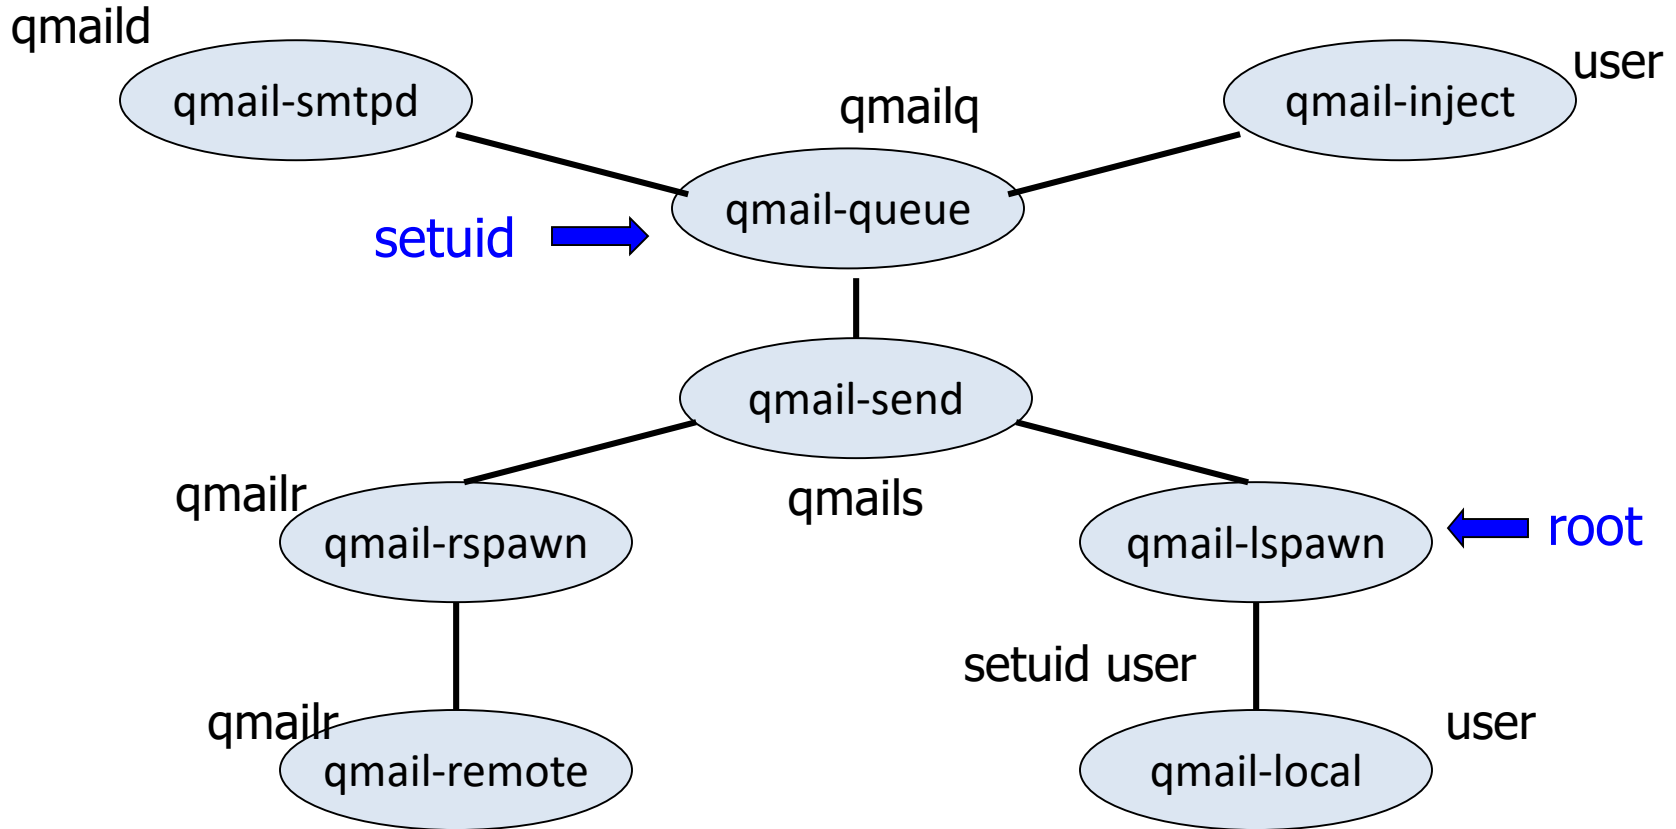 qmaild
qmail-smtpd
user
qmail-inject
qmailq
qmail-queue
setuid
qmail-send
qmails
qmailr
qmail-rspawn
qmail-lspawn
root
setuid user
qmailr
qmail-remote
user
qmail-local